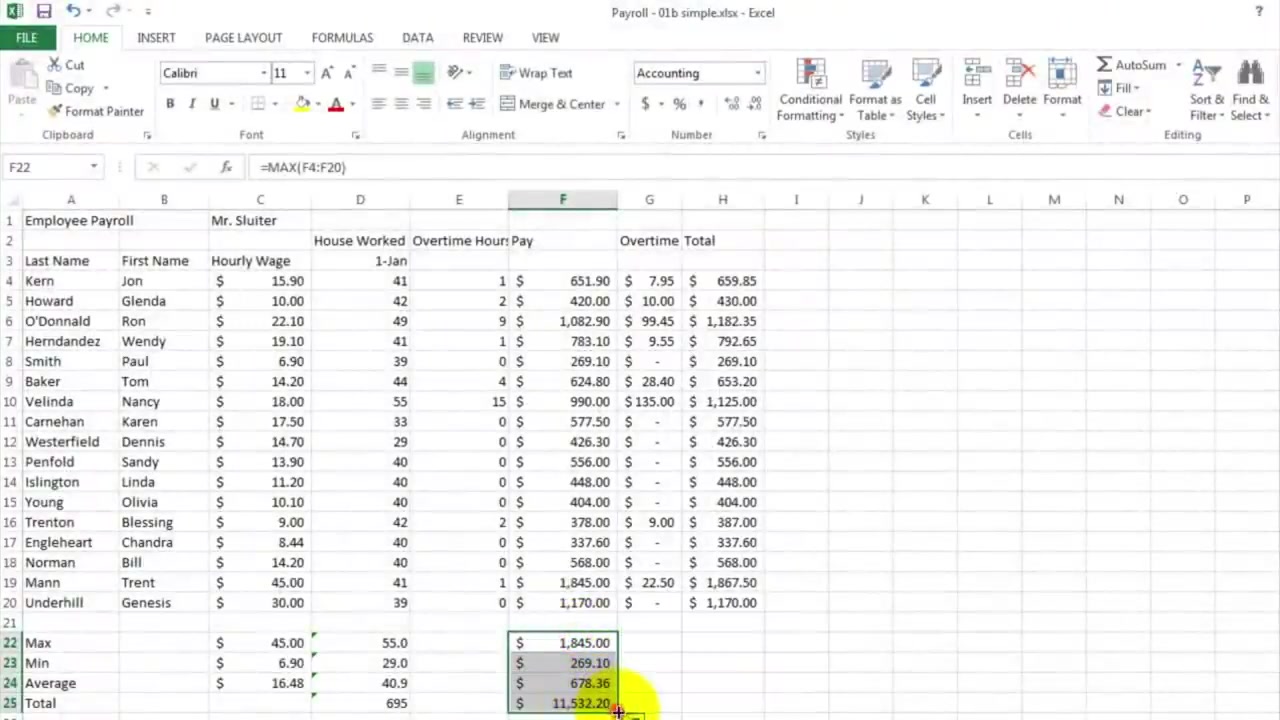 Payroll - 01b simple.xlsx - Excel ?
FILE HOME INSERT PAGE LAYOUT FORMULAS DATA REVIEW VIEW
Paste Cut Copy Format Painter Clipboard
Calibri 11 A A B I U A Font
Wrap Text Merge & Center Alignment
Accounting $ % , Number
Conditional Formatting Format as Table Cell Styles Styles
Insert Delete Format Cells
AutoSum Fill Clear Sort & Filter Find & Select Editing
F22 fx =MAX(F4:F20)
A B C D E F G H I J K L M N O P
1 Employee Payroll Mr. Sluiter
2 House Worked Overtime Hours Pay Overtime Total
3 Last Name First Name Hourly Wage 1-Jan
4 Kern Jon $ 15.90 41 1 $ 651.90 $ 7.95 $ 659.85
5 Howard Glenda $ 10.00 42 2 $ 420.00 $ 10.00 $ 430.00
6 O'Donnald Ron $ 22.10 49 9 $ 1,082.90 $ 99.45 $ 1,182.35
7 Herndandez Wendy $ 19.10 41 1 $ 783.10 $ 9.55 $ 792.65
8 Smith Paul $ 6.90 39 0 $ 269.10 $ - $ 269.10
9 Baker Tom $ 14.20 44 4 $ 624.80 $ 28.40 $ 653.20
10 Velinda Nancy $ 18.00 55 15 $ 990.00 $ 135.00 $ 1,125.00
11 Carnehan Karen $ 17.50 33 0 $ 577.50 $ - $ 577.50
12 Westerfield Dennis $ 14.70 29 0 $ 426.30 $ - $ 426.30
13 Penfold Sandy $ 13.90 40 0 $ 556.00 $ - $ 556.00
14 Islington Linda $ 11.20 40 0 $ 448.00 $ - $ 448.00
15 Young Olivia $ 10.10 40 0 $ 404.00 $ - $ 404.00
16 Trenton Blessing $ 9.00 42 2 $ 378.00 $ 9.00 $ 387.00
17 Engleheart Chandra $ 8.44 40 0 $ 337.60 $ - $ 337.60
18 Norman Bill $ 14.20 40 0 $ 568.00 $ - $ 568.00
19 Mann Trent $ 45.00 41 1 $ 1,845.00 $ 22.50 $ 1,867.50
20 Underhill Genesis $ 30.00 39 0 $ 1,170.00 $ - $ 1,170.00
21
22 Max $ 45.00 55.0 $ 1,845.00
23 Min $ 6.90 29.0 $ 269.10
24 Average $ 16.48 40.9 $ 678.36
25 Total 695 $ 11,532.20